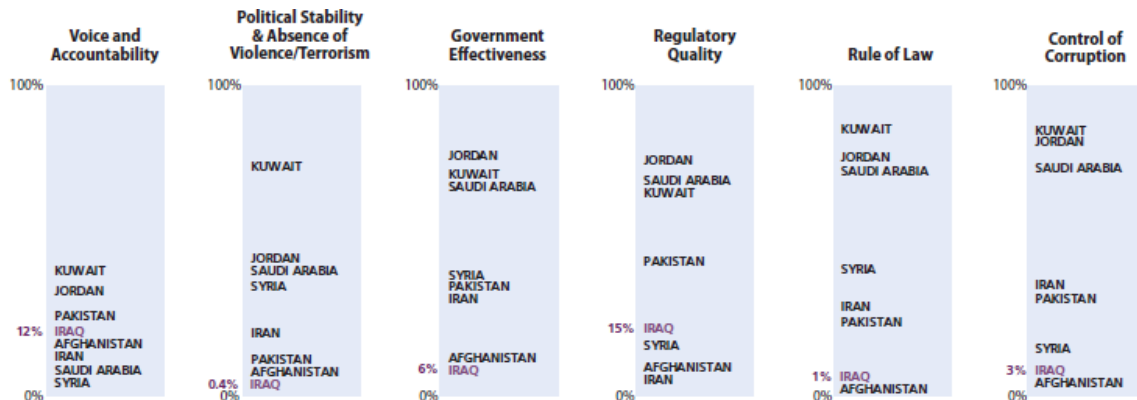 Voice and
Accountability
100%
KUWAIT
JORDAN
PAKISTAN
12% IRAQ
AFGHANISTAN
IRAN
SAUDI ARABIA
SYRIA
0%
Political Stability
& Absence of
Violence/Terrorism
100%
KUWAIT
JORDAN
SAUDI ARABIA
SYRIA
IRAN
PAKISTAN
AFGHANISTAN
0.4% IRAQ
0%
Government
Effectiveness
100%
JORDAN
KUWAIT
SAUDI ARABIA
SYRIA
PAKISTAN
IRAN
AFGHANISTAN
6% IRAQ
0%
Regulatory
Quality
100%
JORDAN
SAUDI ARABIA
KUWAIT
PAKISTAN
15% IRAQ
SYRIA
AFGHANISTAN
IRAN
0%
Rule of Law
100%
KUWAIT
JORDAN
SAUDI ARABIA
SYRIA
IRAN
PAKISTAN
1% IRAQ
AFGHANISTAN
0%
Control of
Corruption
100%
KUWAIT
JORDAN
SAUDI ARABIA
IRAN
PAKISTAN
SYRIA
3% IRAQ
AFGHANISTAN
0%